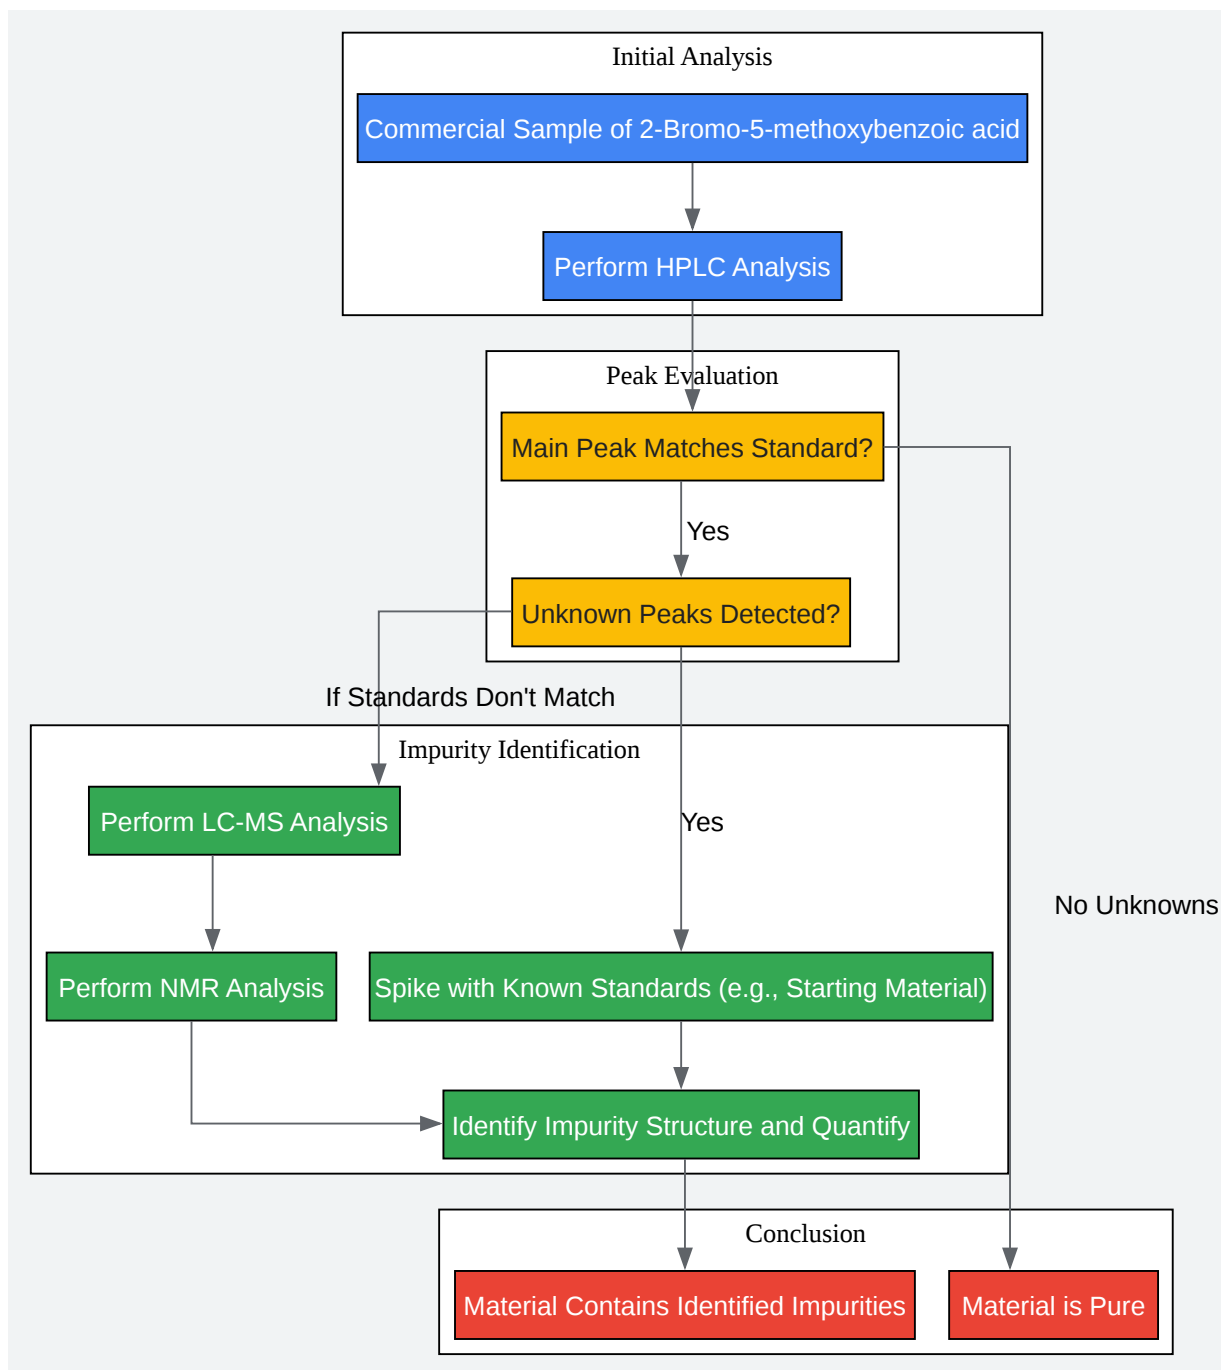 Initial Analysis
Commercial Sample of 2-Bromo-5-methoxybenzoic acid
Perform HPLC Analysis
Peak Evaluation
Main Peak Matches Standard?
Yes
Unknown Peaks Detected?
If Standards Don't Match
Impurity Identification
Perform LC-MS Analysis
Yes
No Unknowns
Perform NMR Analysis
Spike with Known Standards (e.g., Starting Material)
Identify Impurity Structure and Quantify
Conclusion
Material Contains Identified Impurities
Material is Pure